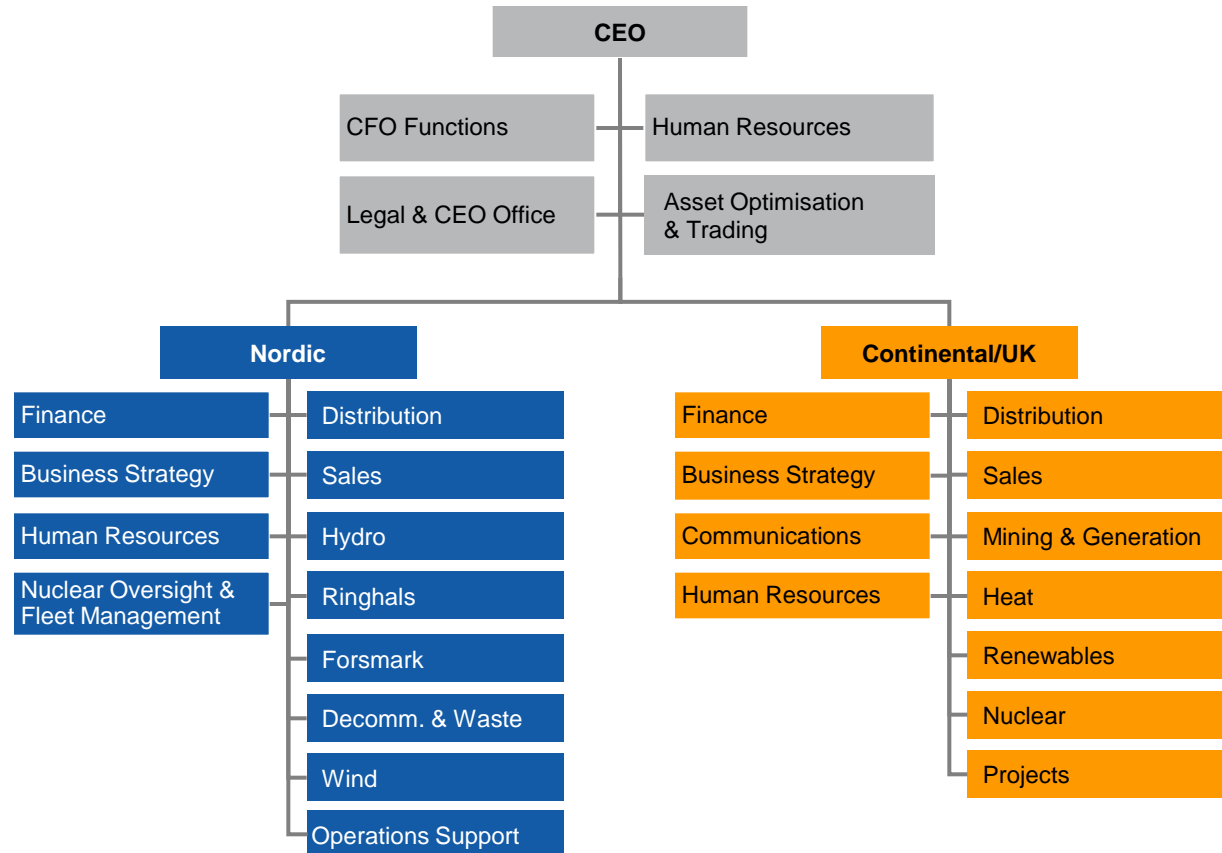 CEO
CFO Functions
Human Resources
Legal & CEO Office
Asset Optimisation
& Trading
Nordic
Finance
Distribution
Business Strategy
Sales
Human Resources
Hydro
Nuclear Oversight &
Fleet Management
Ringhals
Forsmark
Decomm. & Waste
Wind
Operations Support
Continental/UK
Finance
Distribution
Business Strategy
Sales
Communications
Mining & Generation
Human Resources
Heat
Renewables
Nuclear
Projects